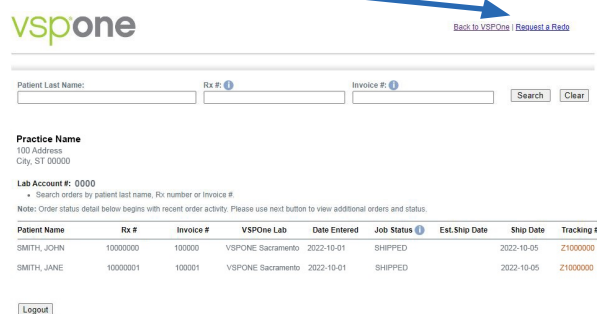 vspone
Back to VSPOne | Request a Redo
Patient Last Name: Rx #: i Invoice #: i
Search Clear
Practice Name
100 Address
City, ST 00000
Lab Account #: 0000
• Search orders by patient last name, Rx number or Invoice #
Note: Order status detail below begins with recent order activity. Please use next button to view additional orders and status.
Patient Name Rx # Invoice # VSPOne Lab Date Entered Job Status i Est.Ship Date Ship Date Tracking #
SMITH, JOHN 10000000 100000 VSPONE Sacramento 2022-10-01 SHIPPED 2022-10-05 Z1000000
SMITH, JANE 10000001 100001 VSPONE Sacramento 2022-10-01 SHIPPED 2022-10-05 Z1000000
Logout